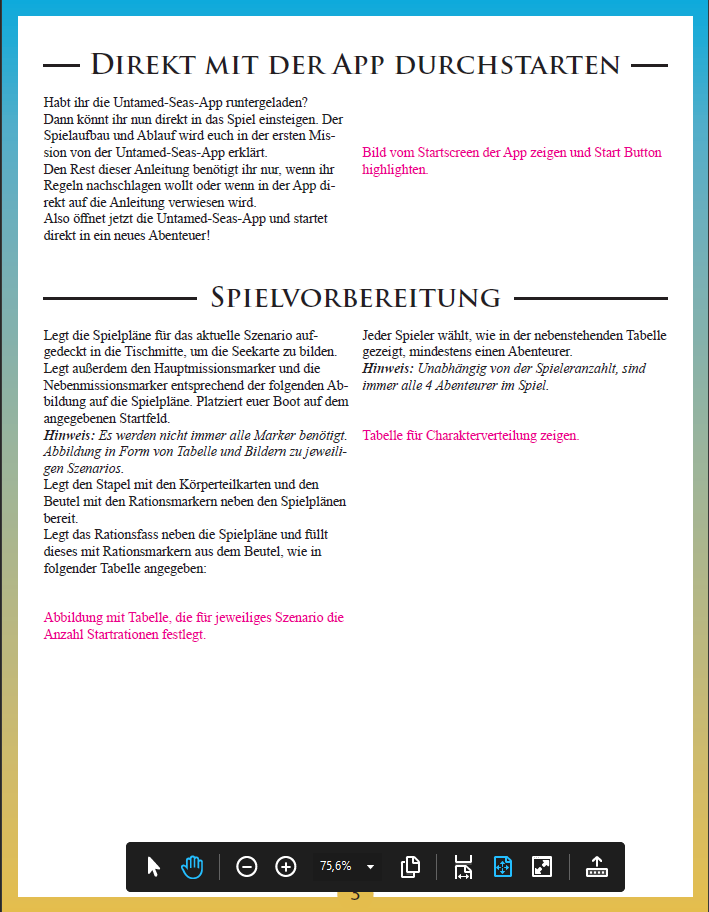 Direkt mit der App durchstarten
Habt ihr die Untamed-Seas-App runtergeladen?
Dann könnt ihr nun direkt in das Spiel einsteigen. Der
Spielaufbau und Ablauf wird euch in der ersten Mis-
sion von der Untamed-Seas-App erklärt.
Den Rest dieser Anleitung benötigt ihr nur, wenn ihr
Regeln nachschlagen wollt oder wenn in der App di-
rekt auf die Anleitung verwiesen wird.
Also öffnet jetzt die Untamed-Seas-App und startet
direkt in ein neues Abenteuer!
Bild vom Startscreen der App zeigen und Start Button
highlighten.
Spielvorbereitung
Legt die Spielpläne für das aktuelle Szenario auf-
gedeckt in die Tischmitte, um die Seekarte zu bilden.
Legt außerdem den Hauptmissionsmarker und die
Nebenmissionsmarker entsprechend der folgenden Ab-
bildung auf die Spielpläne. Platziert euer Boot auf dem
angegebenen Startfeld.
Hinweis: Es werden nicht immer alle Marker benötigt.
Abbildung in Form von Tabelle und Bildern zu jeweili-
gen Szenarios.
Legt den Stapel mit den Körperteilkarten und den
Beutel mit den Rationsmarkern neben den Spielplänen
bereit.
Legt das Rationsfass neben die Spielpläne und füllt
dieses mit Rationsmarkern aus dem Beutel, wie in
folgender Tabelle angegeben:
Abbildung mit Tabelle, die für jeweiliges Szenario die
Anzahl Startrationen festlegt.
Jeder Spieler wählt, wie in der nebenstehenden Tabelle
gezeigt, mindestens einen Abenteurer.
Hinweis: Unabhängig von der Spieleranzahlt, sind
immer alle 4 Abenteurer im Spiel.
Tabelle für Charakterverteilung zeigen.
75,6%
3